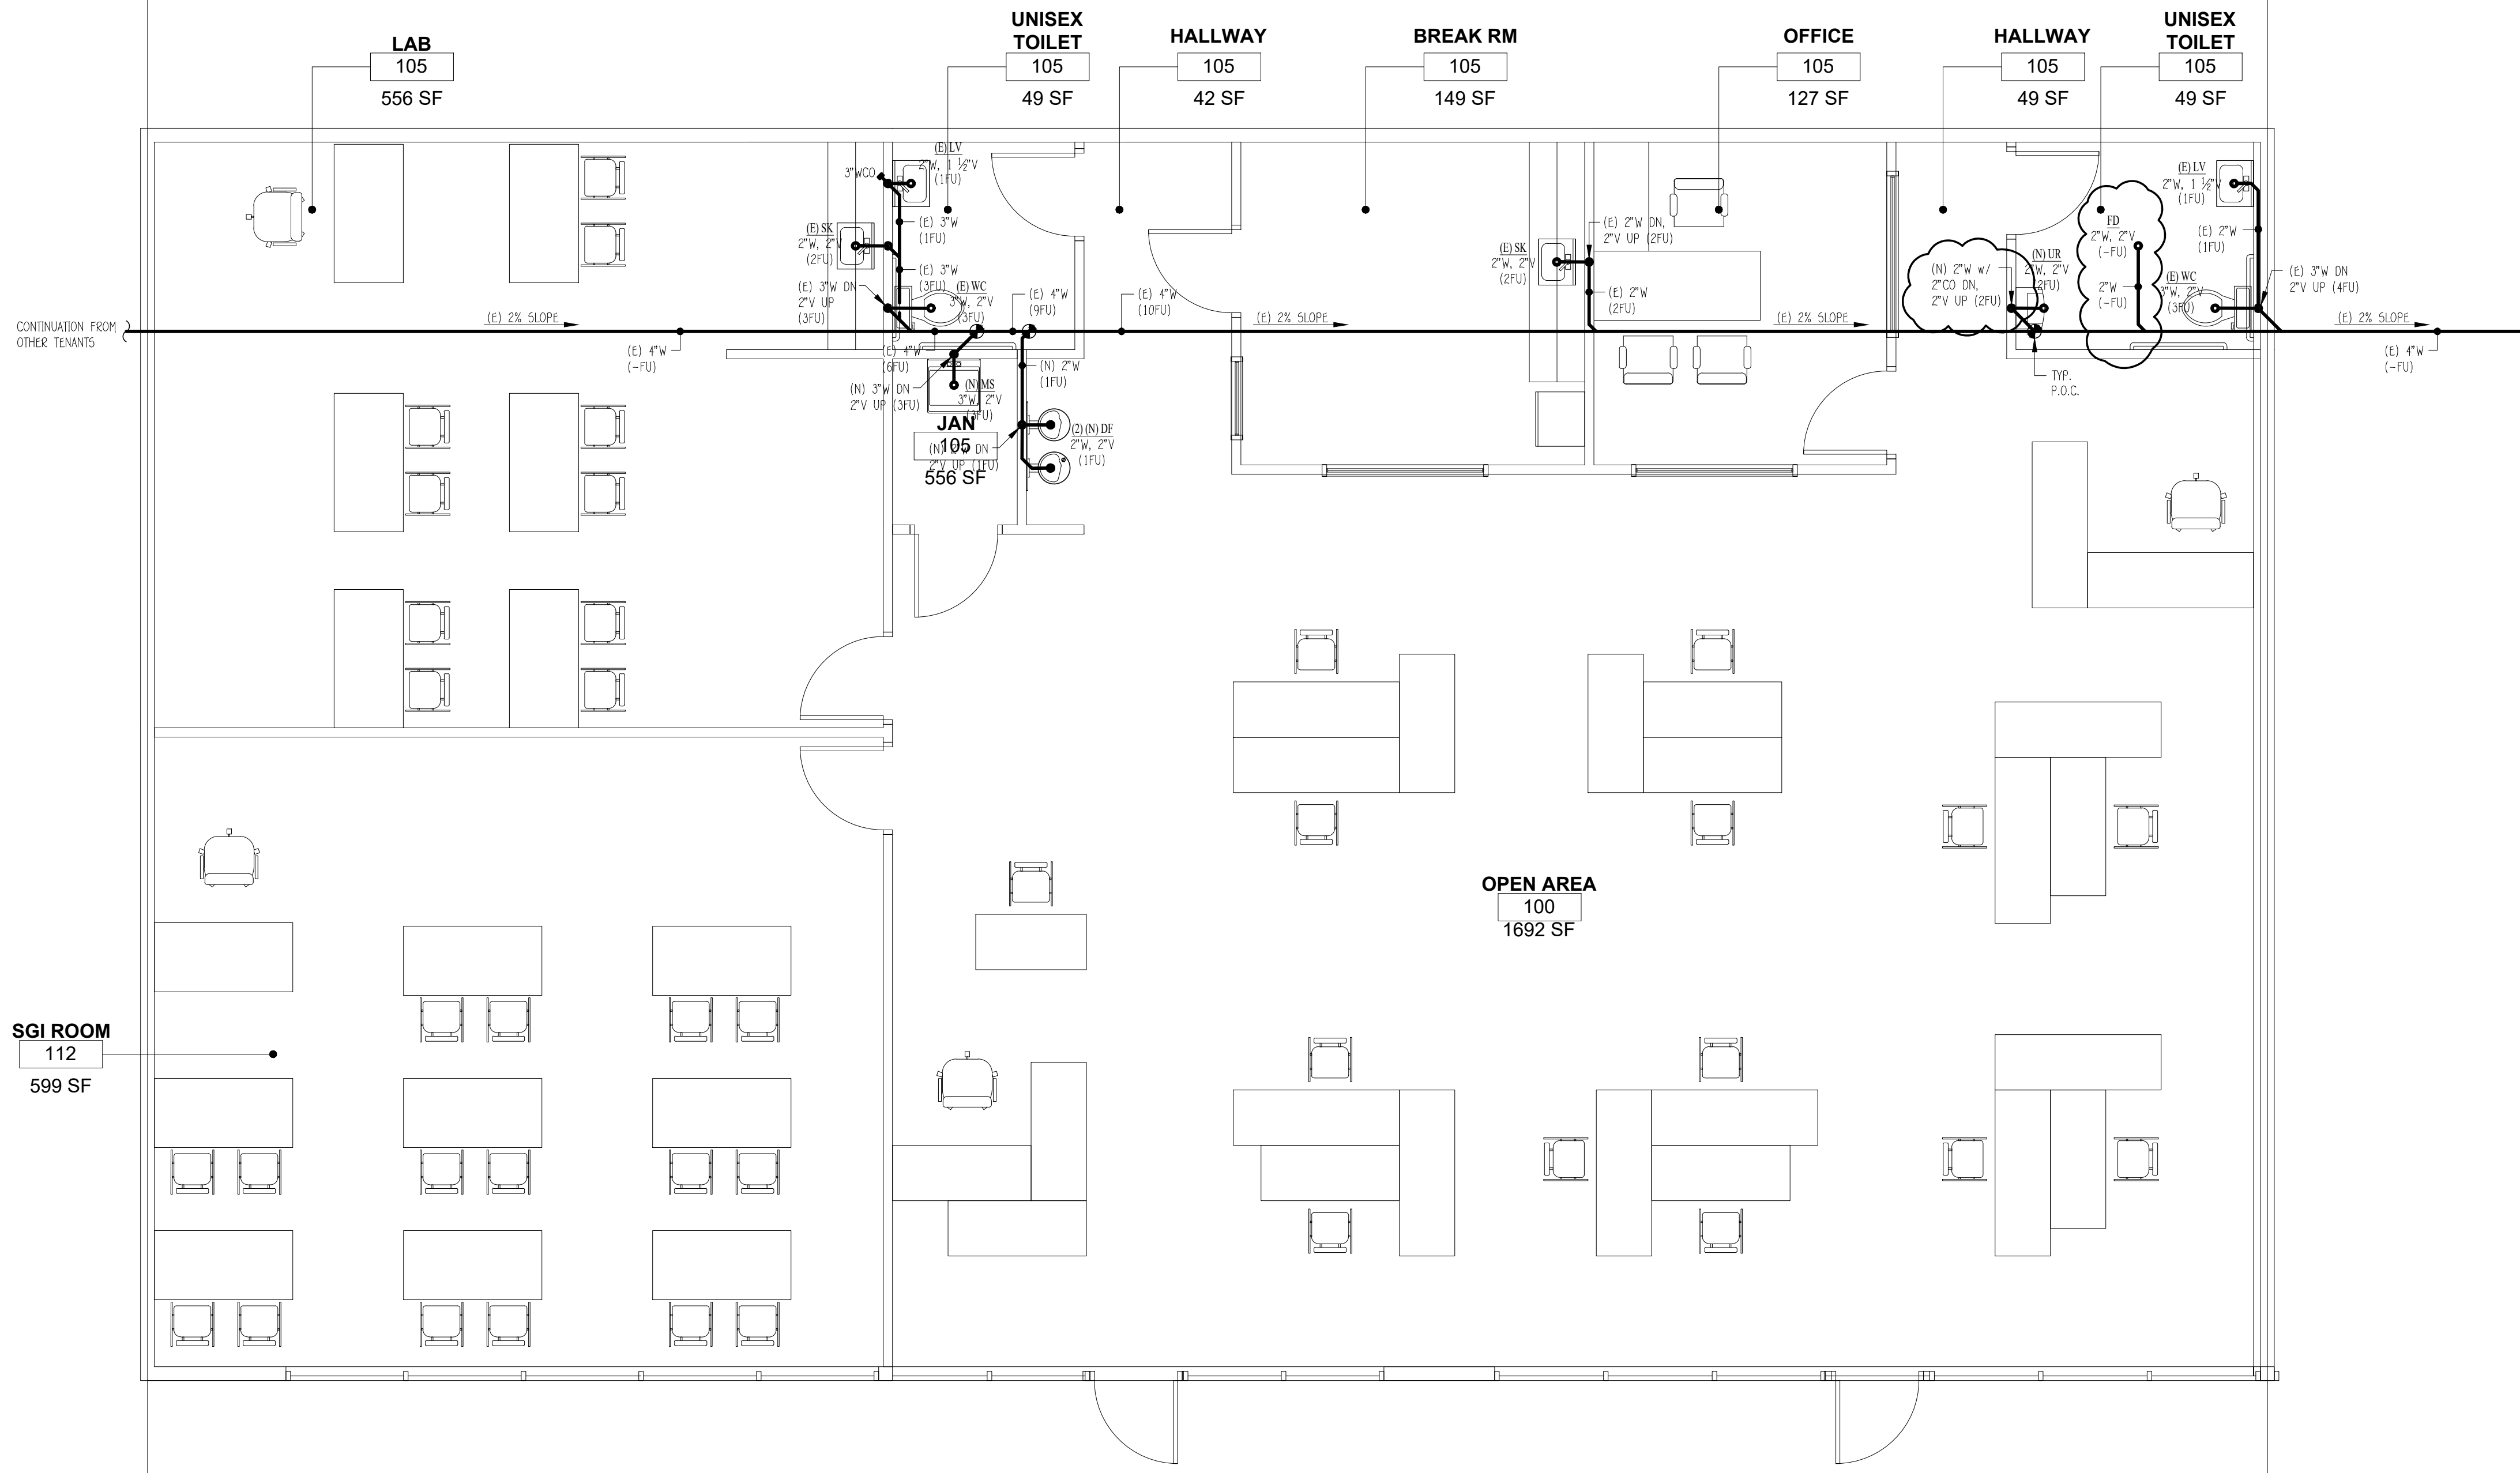 LAB
105
556 SF
UNISEX
TOILET
105
49 SF
HALLWAY
105
42 SF
BREAK RM
105
149 SF
OFFICE
105
127 SF
HALLWAY
105
49 SF
UNISEX
TOILET
105
49 SF
3"WCO
(E) LV
2"W, 1 ½"V
(1FU)
(E) 3"W
(1FU)
(E) SK
2"W, 2"V
(2FU)
(E) 3"W
(3FU)
(E) 3"W DN
2"V UP
(3FU)
(E) WC
3"W, 2"V
(3FU)
(E) 4"W
(9FU)
(E) 4"W
(10FU)
(E) SK
2"W, 2"V
(2FU)
(E) 2"W DN,
2"V UP (2FU)
(E) 2"W
(2FU)
(N) 2"W w/
2"CO DN,
2"V UP (2FU)
(N) UR
2"W, 2"V
(2FU)
FD
2"W, 2"V
(-FU)
2"W
(-FU)
(E) LV
2"W, 1 ½"V
(1FU)
(E) 2"W
(1FU)
(E) WC
3"W, 2"V
(3FU)
(E) 3"W DN
2"V UP (4FU)
CONTINUATION FROM
OTHER TENANTS
(E) 2% SLOPE
(E) 2% SLOPE
(E) 2% SLOPE
(E) 2% SLOPE
(E) 4"W
(-FU)
(E) 4"W
(6FU)
(N) 3"W DN
2"V UP (3FU)
(N) MS
3"W, 2"V
(3FU)
(N) 2"W
(1FU)
TYP.
P.O.C.
(E) 4"W
(-FU)
JAN
105
556 SF
(N) 2"W DN
2"V UP (1FU)
(2) (N) DF
2"W, 2"V
(1FU)
OPEN AREA
100
1692 SF
SGI ROOM
112
599 SF